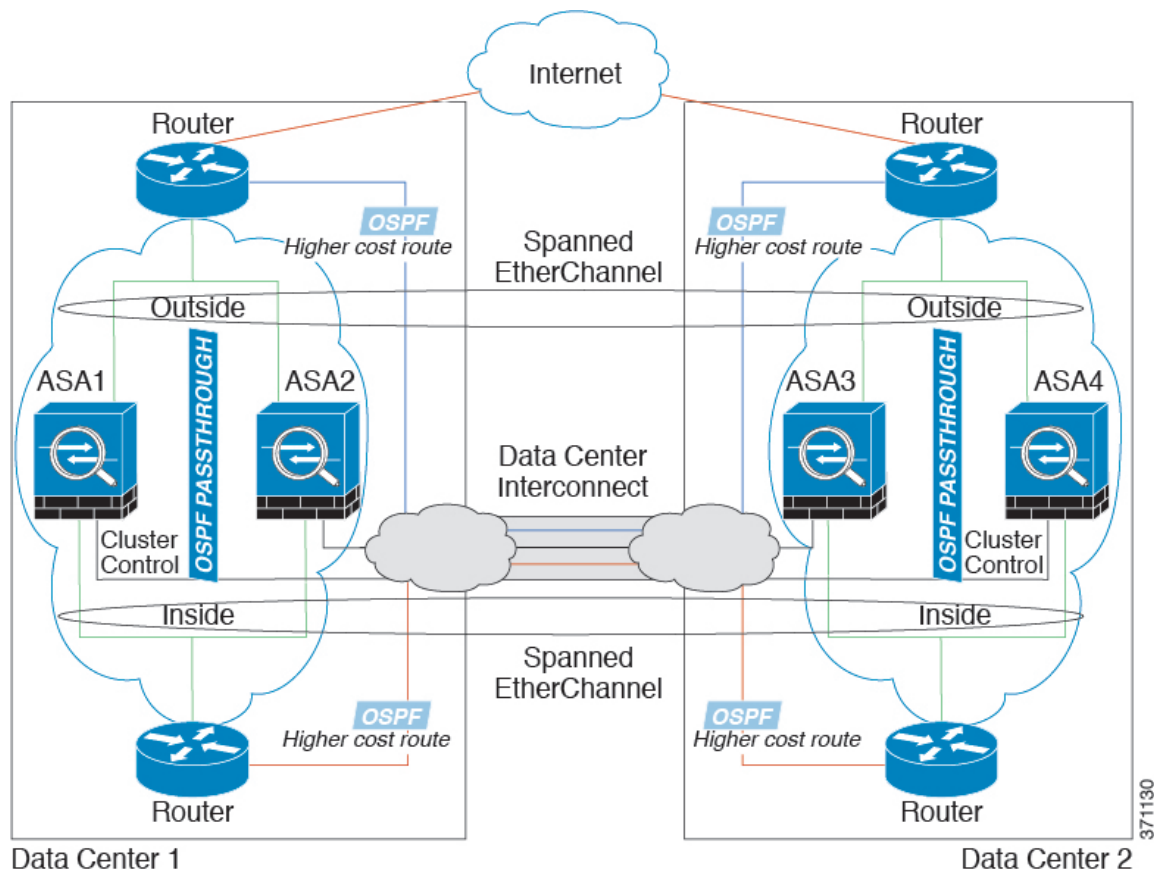 Internet
Router
Router
OSPF
Higher cost route
Spanned
EtherChannel
OSPF
Higher cost route
Outside
Outside
ASA1
OSPF PASSTHROUGH
ASA2
ASA3
OSPF PASSTHROUGH
ASA4
Data Center
Interconnect
Cluster
Control
Cluster
Control
Inside
Inside
Spanned
EtherChannel
OSPF
Higher cost route
OSPF
Higher cost route
Router
Router
371130
Data Center 1
Data Center 2